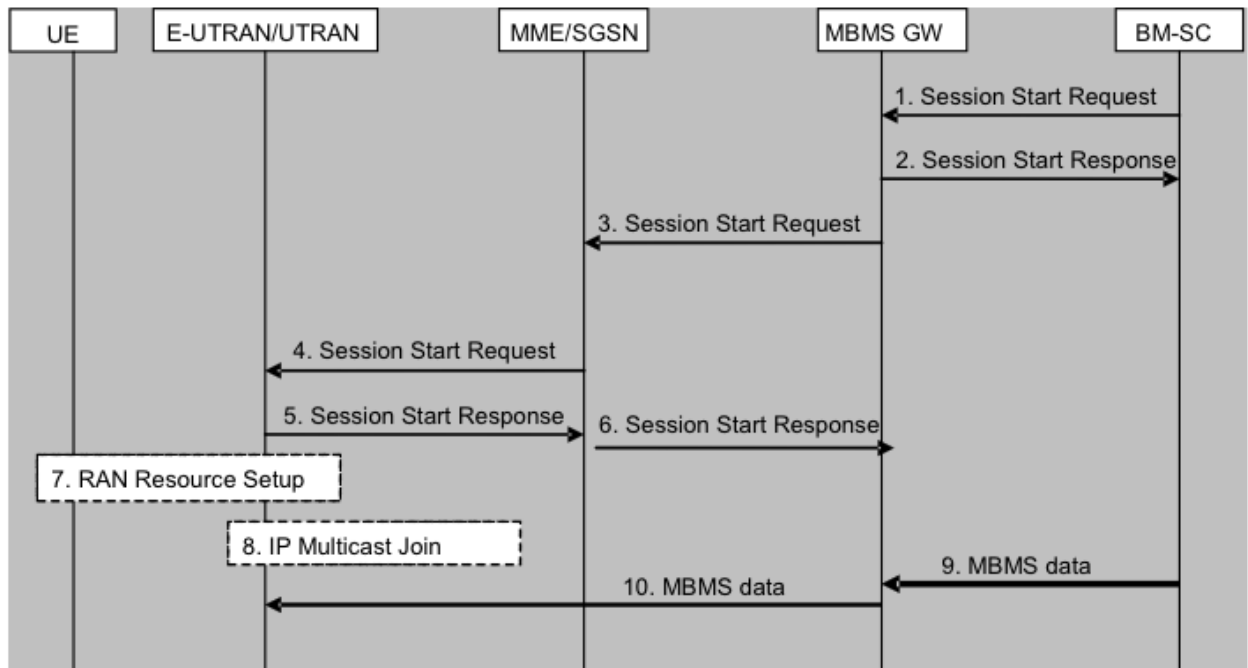 UE
E-UTRAN/UTRAN
MME/SGSN
MBMS GW
BM-SC
1. Session Start Request
2. Session Start Response
3. Session Start Request
4. Session Start Request
5. Session Start Response
6. Session Start Response
7. RAN Resource Setup
8. IP Multicast Join
9. MBMS data
10. MBMS data